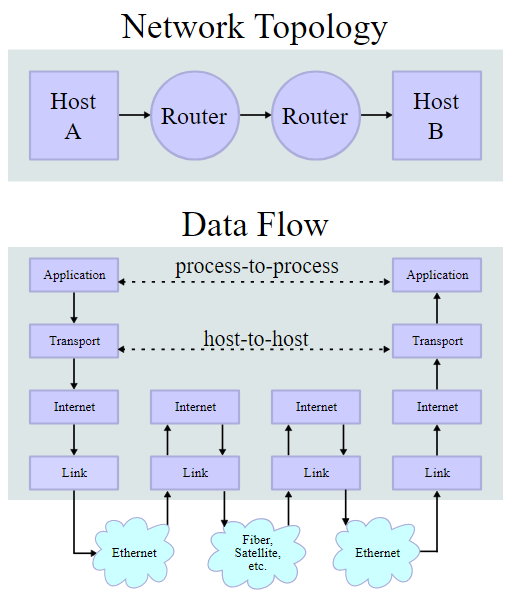 Network Topology
Host
A
Router
Router
Host
B
Data Flow
Application
process-to-process
Application
Transport
host-to-host
Transport
Internet
Internet
Internet
Internet
Link
Link
Link
Link
Ethernet
Fiber,
Satellite,
etc.
Ethernet